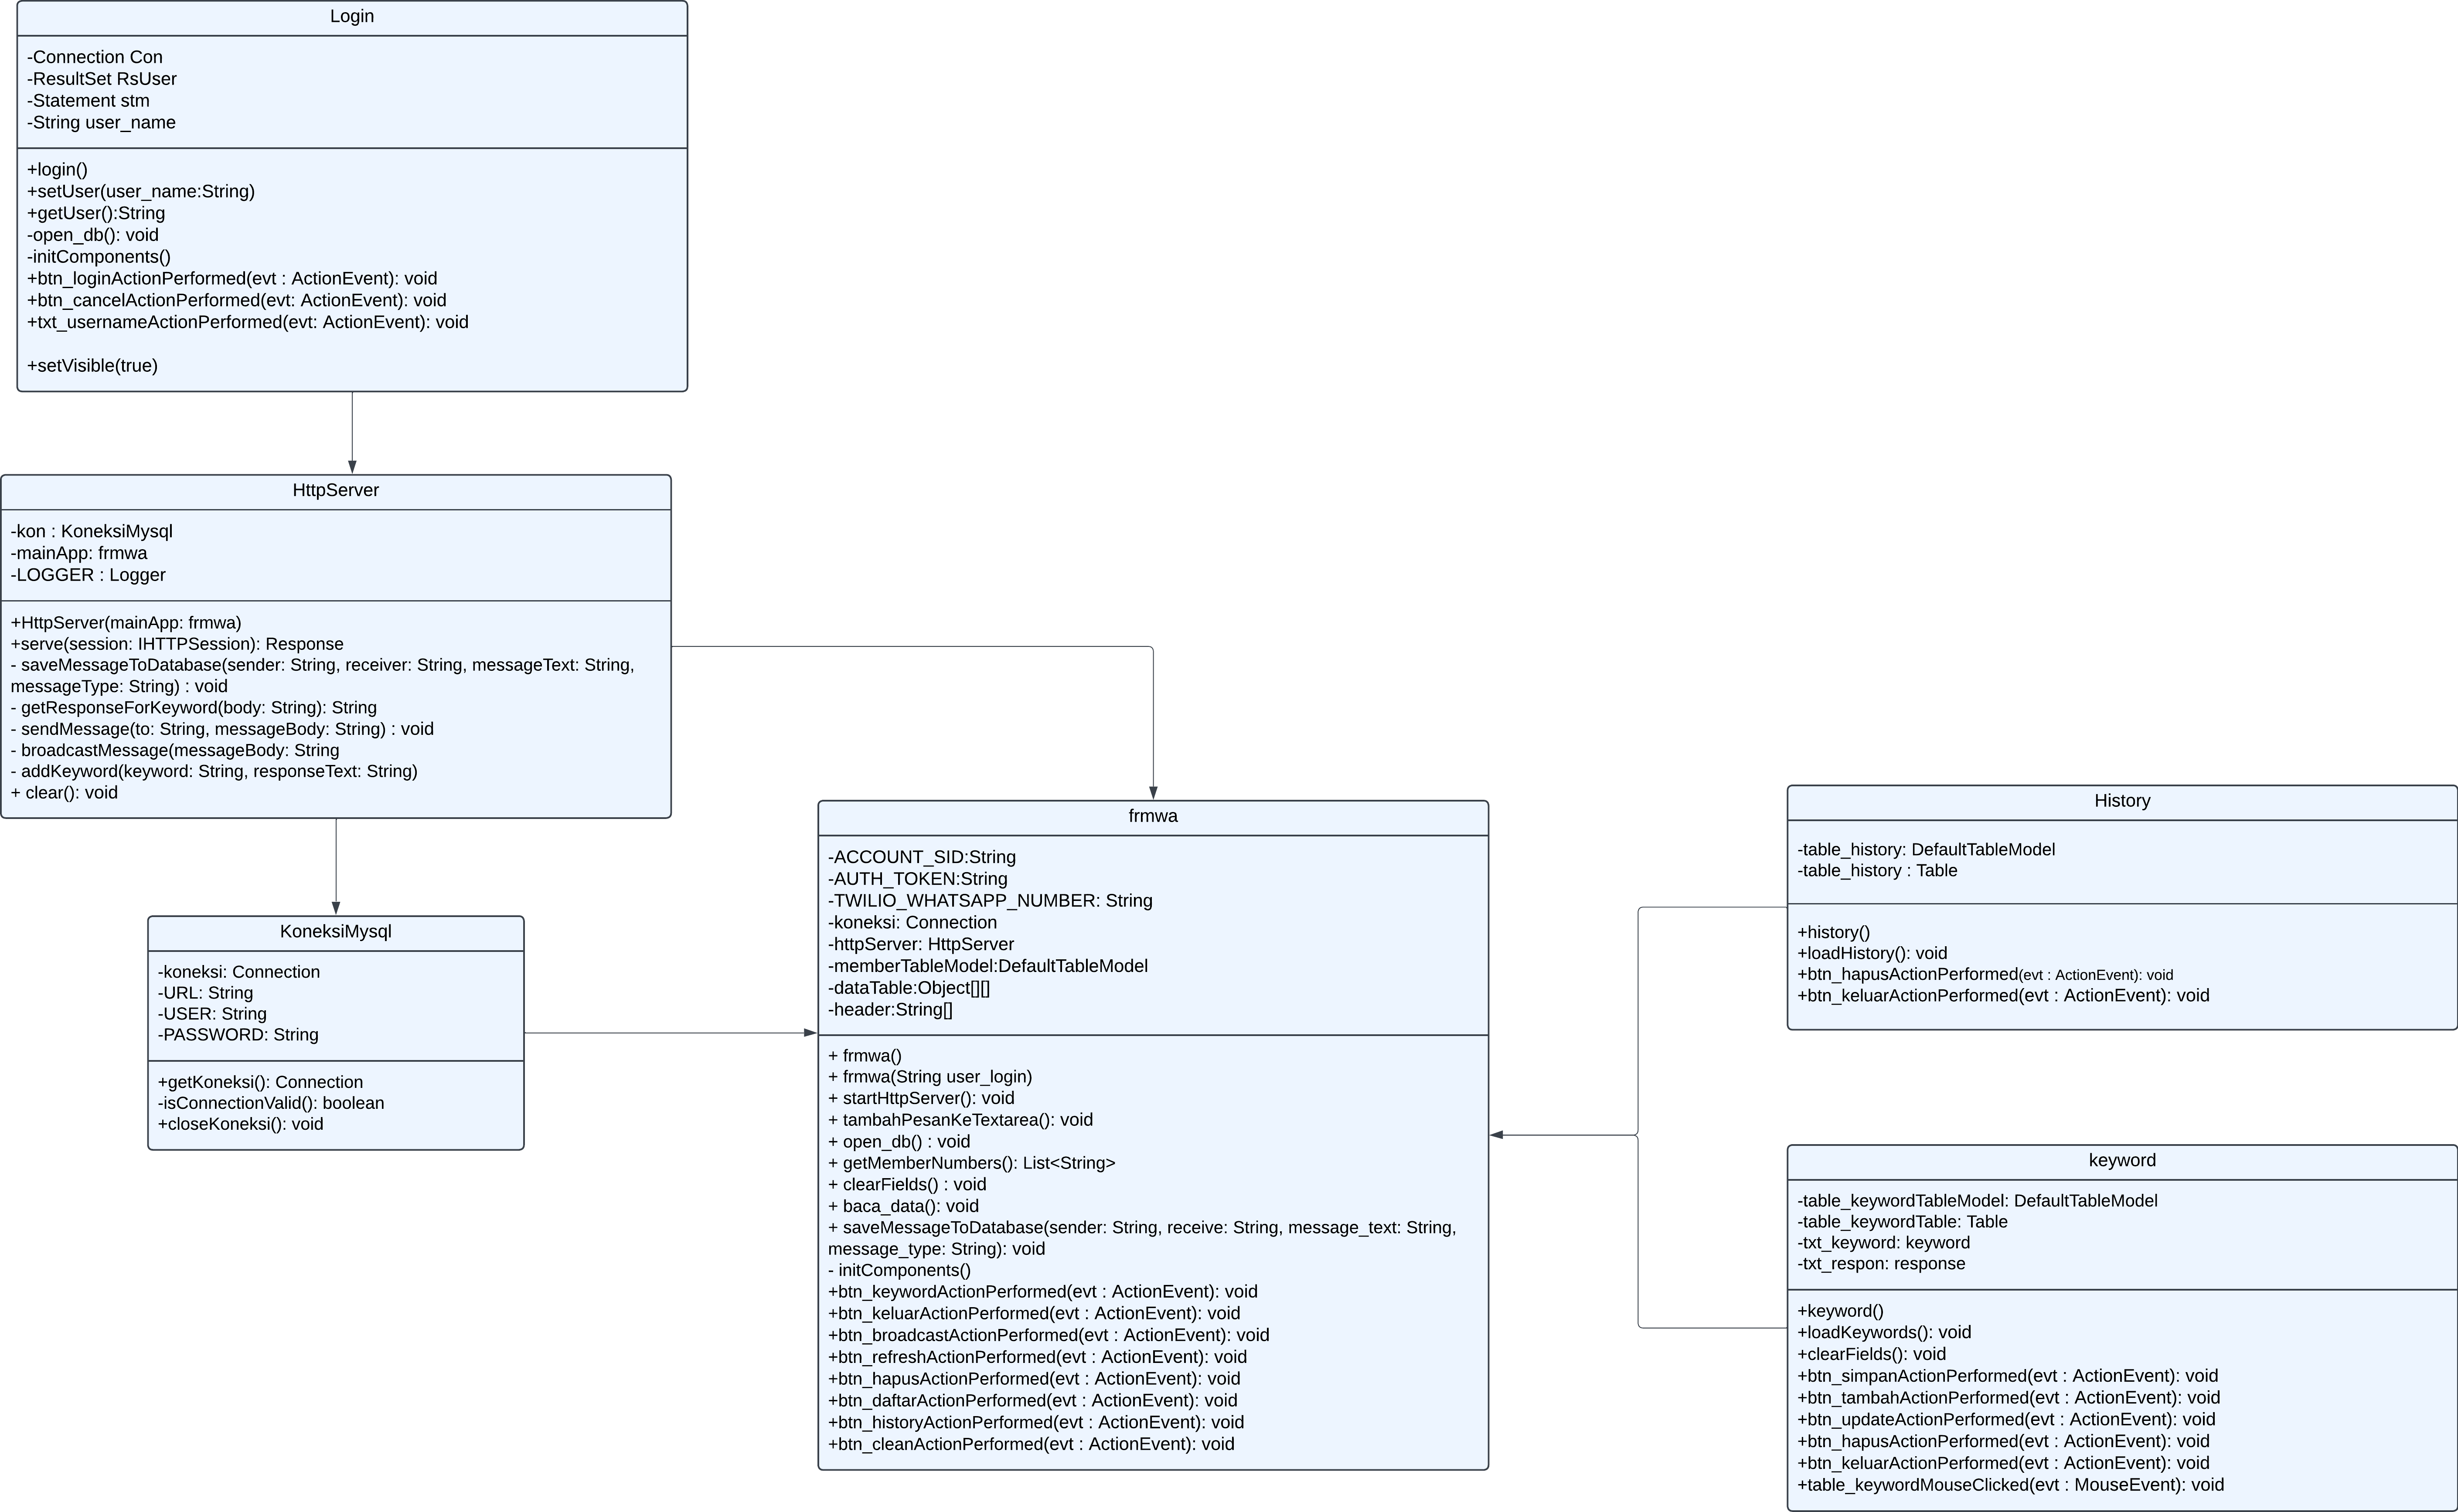 Login
-Connection Con
-ResultSet RsUser
-Statement stm
-String user_name
+login()
+setUser(user_name:String)
+getUser():String
-open_db(): void
-initComponents()
+btn_loginActionPerformed(evt : ActionEvent): void
+btn_cancelActionPerformed(evt: ActionEvent): void
+txt_usernameActionPerformed(evt: ActionEvent): void
+setVisible(true)
HttpServer
-kon : KoneksiMysql
-mainApp: frmwa
-LOGGER : Logger
+HttpServer(mainApp: frmwa)
+serve(session: IHTTPSession): Response
- saveMessageToDatabase(sender: String, receiver: String, messageText: String,
messageType: String) : void
- getResponseForKeyword(body: String): String
- sendMessage(to: String, messageBody: String) : void
- broadcastMessage(messageBody: String
- addKeyword(keyword: String, responseText: String)
+ clear(): void
KoneksiMysql
-koneksi: Connection
-URL: String
-USER: String
-PASSWORD: String
+getKoneksi(): Connection
-isConnectionValid(): boolean
+closeKoneksi(): void
frmwa
-ACCOUNT_SID:String
-AUTH_TOKEN:String
-TWILIO_WHATSAPP_NUMBER: String
-koneksi: Connection
-httpServer: HttpServer
-memberTableModel:DefaultTableModel
-dataTable:Object[][]
-header:String[]
+ frmwa()
+ frmwa(String user_login)
+ startHttpServer(): void
+ tambahPesanKeTextarea(): void
+ open_db() : void
+ getMemberNumbers(): List<String>
+ clearFields() : void
+ baca_data(): void
+ saveMessageToDatabase(sender: String, receive: String, message_text: String,
message_type: String): void
- initComponents()
+btn_keywordActionPerformed(evt : ActionEvent): void
+btn_keluarActionPerformed(evt : ActionEvent): void
+btn_broadcastActionPerformed(evt : ActionEvent): void
+btn_refreshActionPerformed(evt : ActionEvent): void
+btn_hapusActionPerformed(evt : ActionEvent): void
+btn_daftarActionPerformed(evt : ActionEvent): void
+btn_historyActionPerformed(evt : ActionEvent): void
+btn_cleanActionPerformed(evt : ActionEvent): void
History
-table_history: DefaultTableModel
-table_history : Table
+history()
+loadHistory(): void
+btn_hapusActionPerformed(evt : ActionEvent): void
+btn_keluarActionPerformed(evt : ActionEvent): void
keyword
-table_keywordTableModel: DefaultTableModel
-table_keywordTable: Table
-txt_keyword: keyword
-txt_respon: response
+keyword()
+loadKeywords(): void
+clearFields(): void
+btn_simpanActionPerformed(evt : ActionEvent): void
+btn_tambahActionPerformed(evt : ActionEvent): void
+btn_updateActionPerformed(evt : ActionEvent): void
+btn_hapusActionPerformed(evt : ActionEvent): void
+btn_keluarActionPerformed(evt : ActionEvent): void
+table_keywordMouseClicked(evt : MouseEvent): void